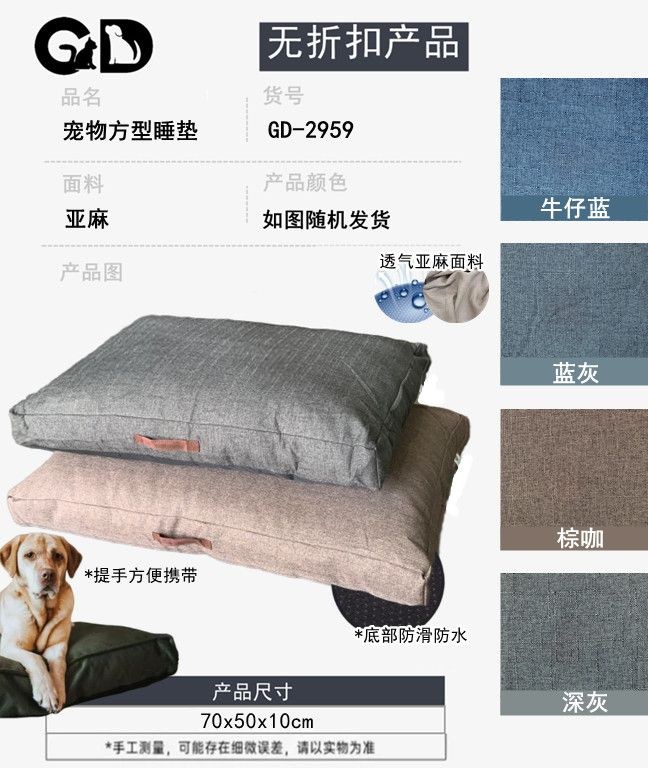 GD
无折扣产品
品名
货号
宠物方型睡垫
GD-2959
面料
产品颜色
亚麻
如图随机发货
产品图
透气亚麻面料
牛仔蓝
蓝灰
棕咖
深灰
*提手方便携带
*底部防滑防水
产品尺寸
70x50x10cm
*手工测量，可能存在细微误差，请以实物为准